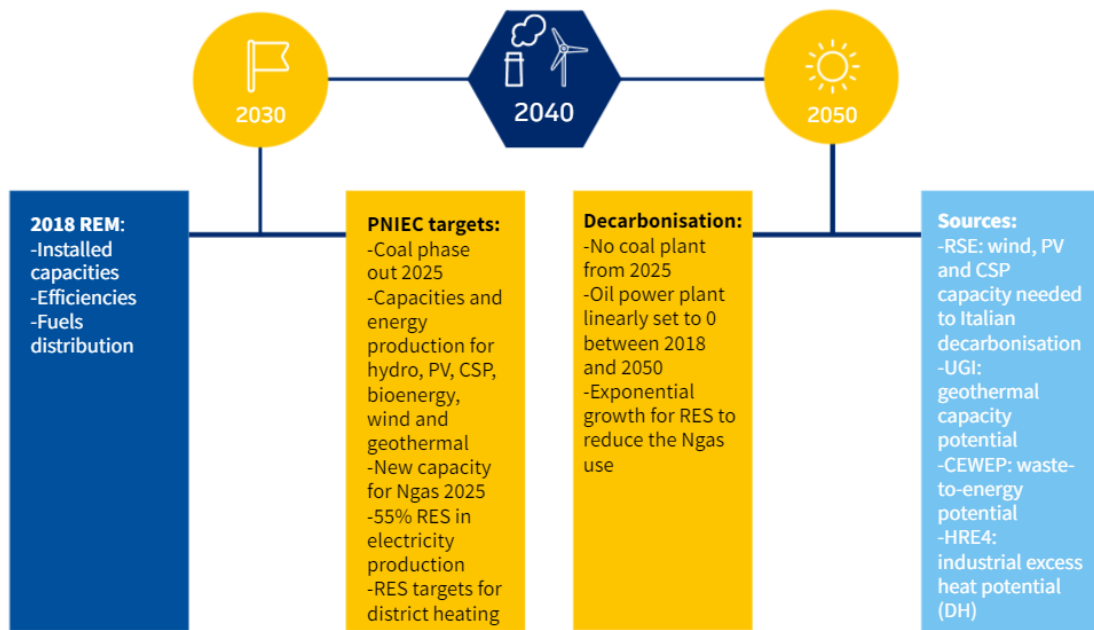 2030
2040
2050
2018 REM:
-Installed
capacities
-Efficiencies
-Fuels
distribution
PNIEC targets:
-Coal phase
out 2025
-Capacities and
energy
production for
hydro, PV, CSP,
bioenergy,
wind and
geothermal
-New capacity
for Ngas 2025
-55% RES in
electricity
production
-RES targets for
district heating
Decarbonisation:
-No coal plant
from 2025
-Oil power plant
linearly set to 0
between 2018
and 2050
-Exponential
growth for RES to
reduce the Ngas
use
Sources:
-RSE: wind, PV
and CSP
capacity needed
to Italian
decarbonisation
-UGI:
geothermal
capacity
potential
-CEWEP: waste-
to-energy
potential
-HRE4:
industrial excess
heat potential
(DH)